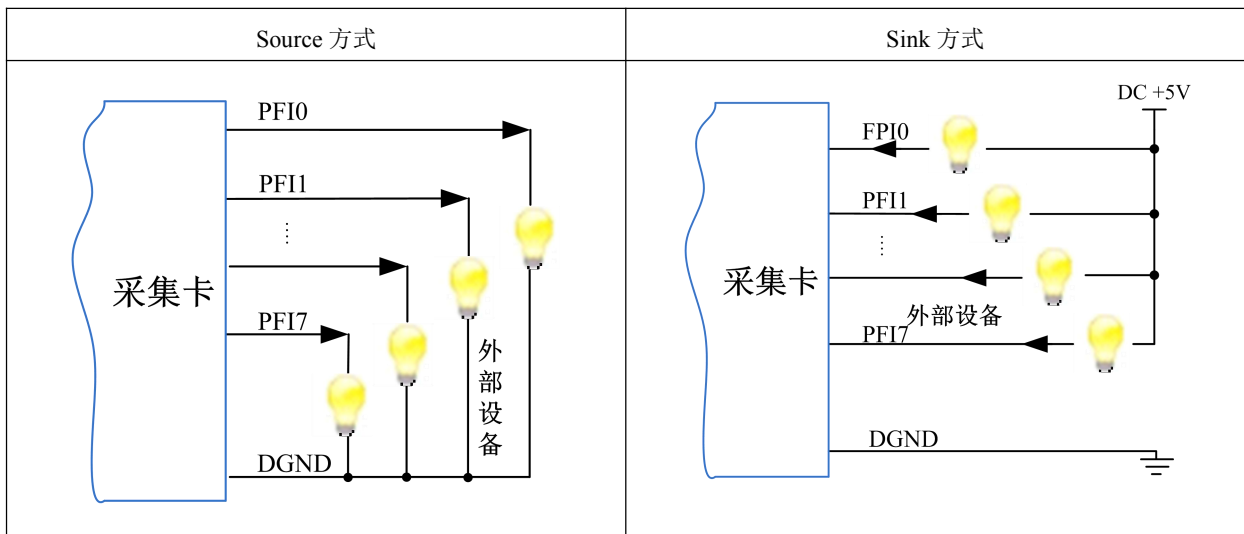 Source 方式
Sink 方式
PFI0
PFI1
⋮
采集卡
PFI7
外部设备
DGND
DC +5V
FPI0
PFI1
⋮
采集卡
外部设备
PFI7
DGND